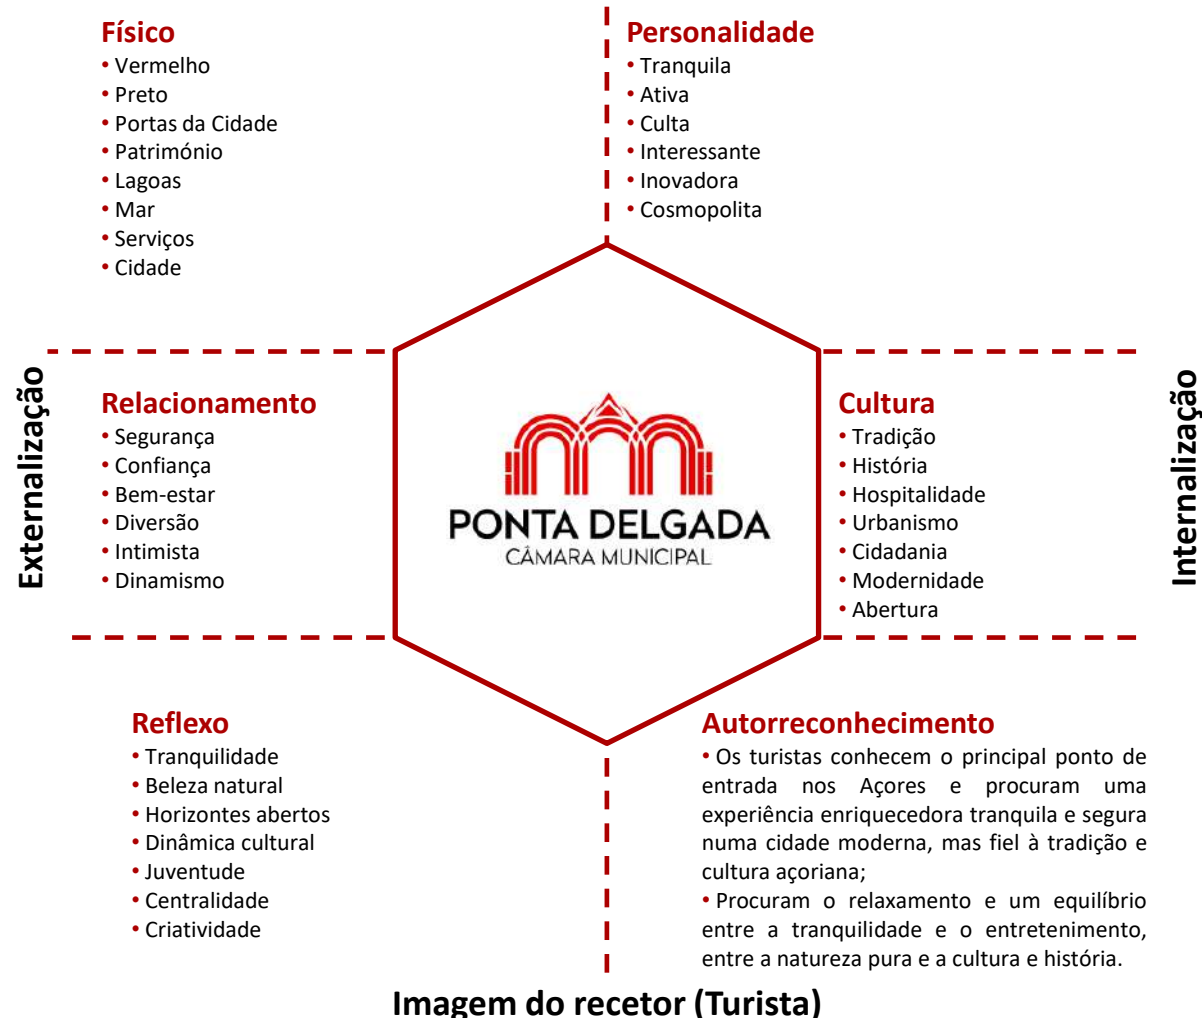 Físico
• Vermelho
• Preto
• Portas da Cidade
• Património
• Lagoas
• Mar
• Serviços
• Cidade
Personalidade
• Tranquila
• Ativa
• Culta
• Interessante
• Inovadora
• Cosmopolita
Externalização
Relacionamento
• Segurança
• Confiança
• Bem-estar
• Diversão
• Intimista
• Dinamismo
PONTA DELGADA
CÂMARA MUNICIPAL
Cultura
• Tradição
• História
• Hospitalidade
• Urbanismo
• Cidadania
• Modernidade
• Abertura
Internalização
Reflexo
• Tranquilidade
• Beleza natural
• Horizontes abertos
• Dinâmica cultural
• Juventude
• Centralidade
• Criatividade
Autorreconhecimento
• Os turistas conhecem o principal ponto de
entrada nos Açores e procuram uma
experiência enriquecedora tranquila e segura
numa cidade moderna, mas fiel à tradição e
cultura açoriana;
• Procuram o relaxamento e um equilíbrio
entre a tranquilidade e o entretenimento,
entre a natureza pura e a cultura e história.
Imagem do recetor (Turista)